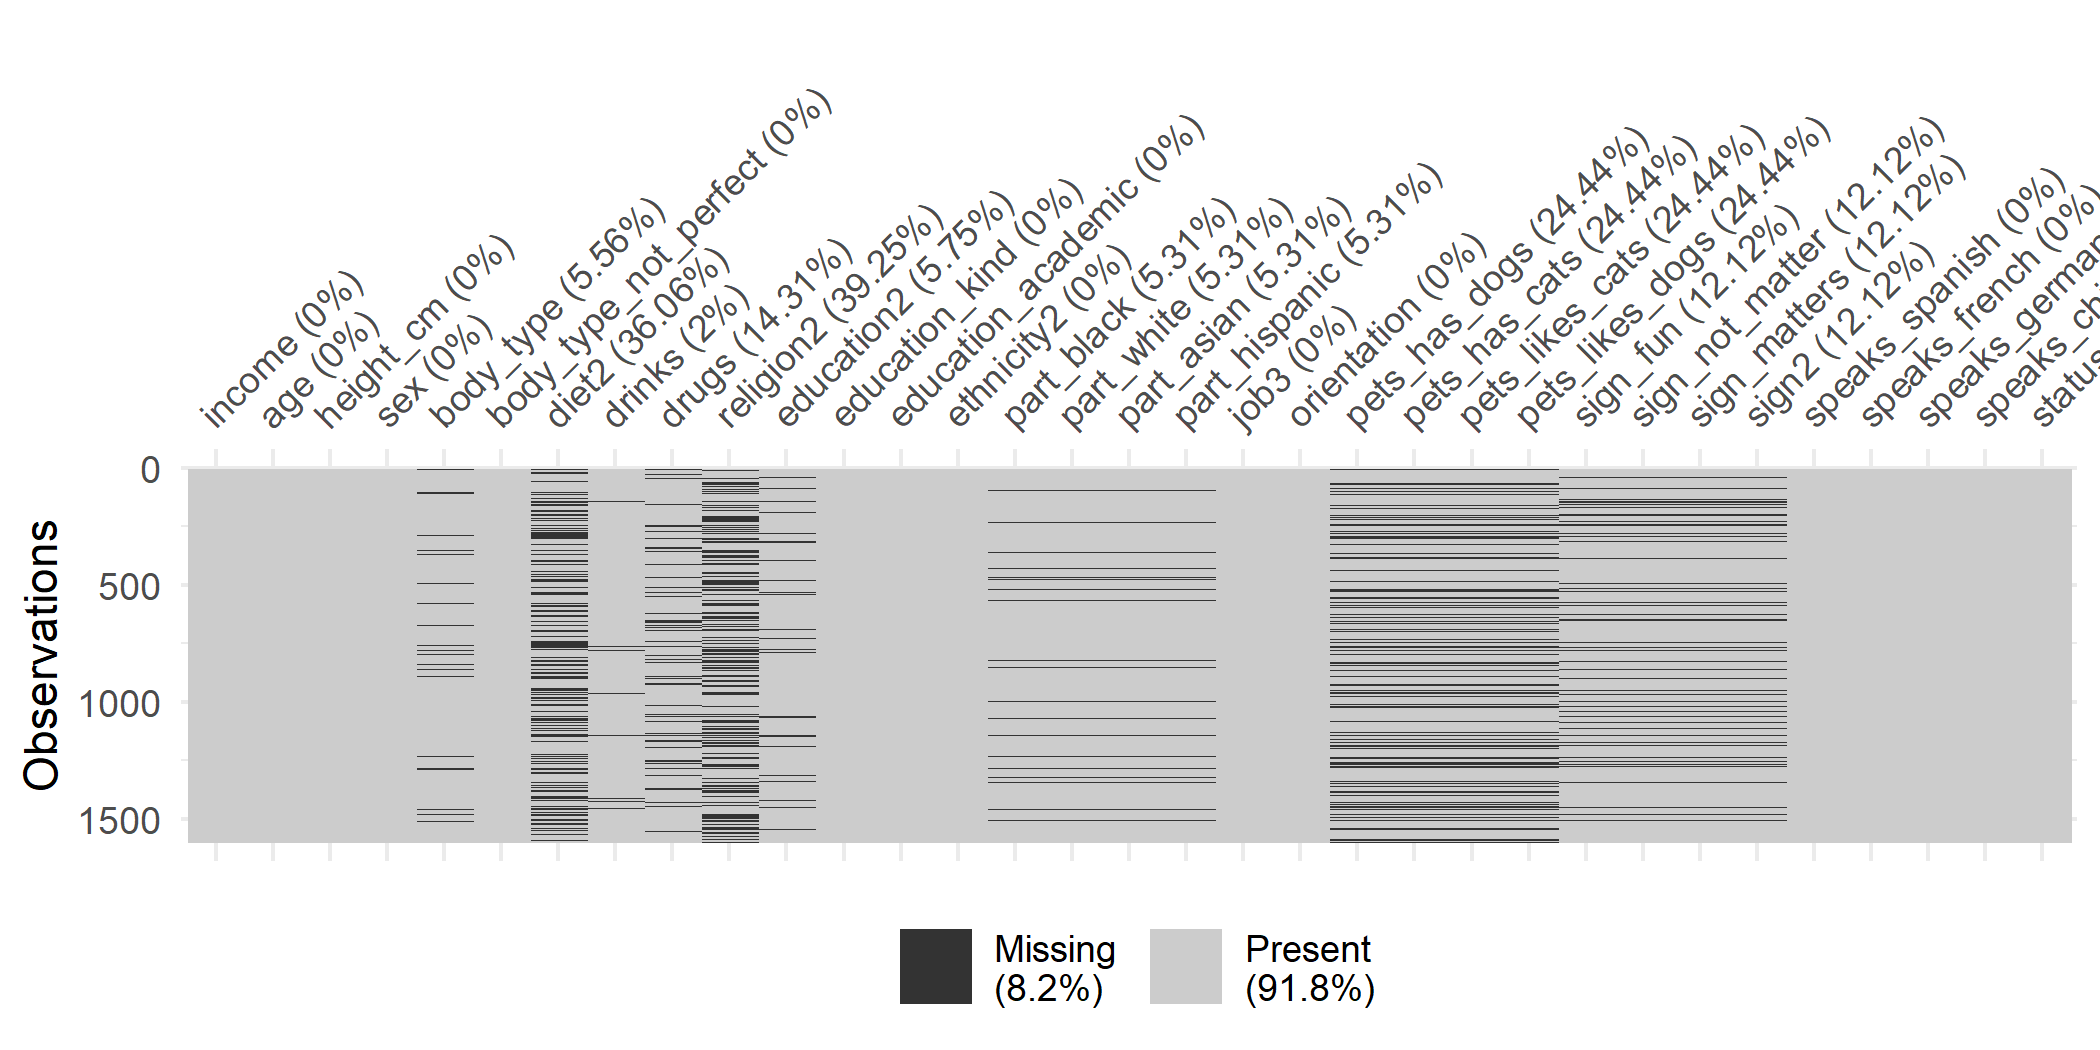 income (0%)
age (0%)
height_cm (0%)
sex (0%)
body_type (5.56%)
body_type_not_perfect (0%)
diet2 (36.06%)
drinks (2%)
drugs (14.31%)
religion2 (39.25%)
education2 (5.75%)
education_kind (0%)
education_academic (0%)
ethnicity2 (0%)
part_black (5.31%)
part_white (5.31%)
part_asian (5.31%)
part_hispanic (5.31%)
job3 (0%)
orientation (0%)
pets_has_dogs (24.44%)
pets_has_cats (24.44%)
pets_likes_cats (24.44%)
pets_likes_dogs (24.44%)
sign_fun (12.12%)
sign_not_matter (12.12%)
sign_matters (12.12%)
sign2 (12.12%)
speaks_spanish (0%)
speaks_french (0%)
speaks_german
speaks_chi
status
0
500
1000
1500
Observations
Missing
(8.2%)
Present
(91.8%)